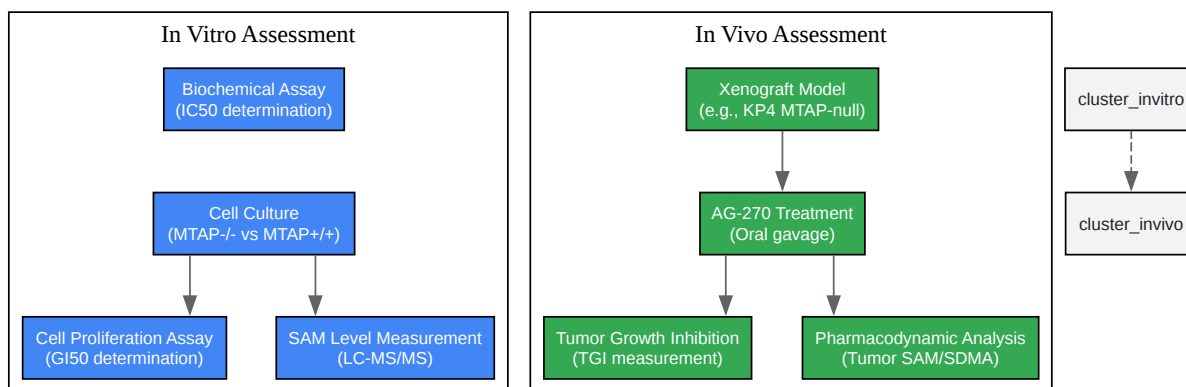 In Vitro Assessment
Biochemical Assay
(IC50 determination)
Cell Culture
(MTAP-/- vs MTAP+/+)
Cell Proliferation Assay
(GI50 determination)
SAM Level Measurement
(LC-MS/MS)
In Vivo Assessment
Xenograft Model
(e.g., KP4 MTAP-null)
AG-270 Treatment
(Oral gavage)
Tumor Growth Inhibition
(TGI measurement)
Pharmacodynamic Analysis
(Tumor SAM/SDMA)
cluster_invitro
cluster_invivo